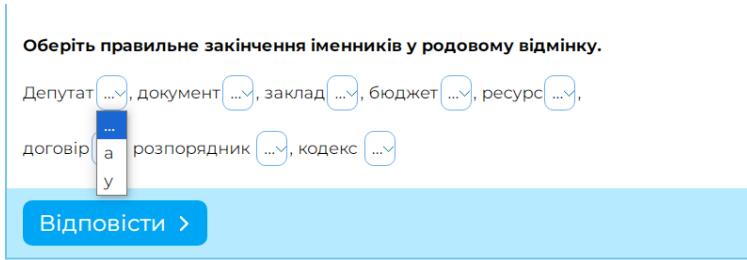 Оберіть правильне закінчення іменників у родовому відмінку.
Депутат ... , документ ... , заклад ... , бюджет ... , ресурс ... ,
...
договір а розпорядник ... , кодекс ...
у
Відповісти >